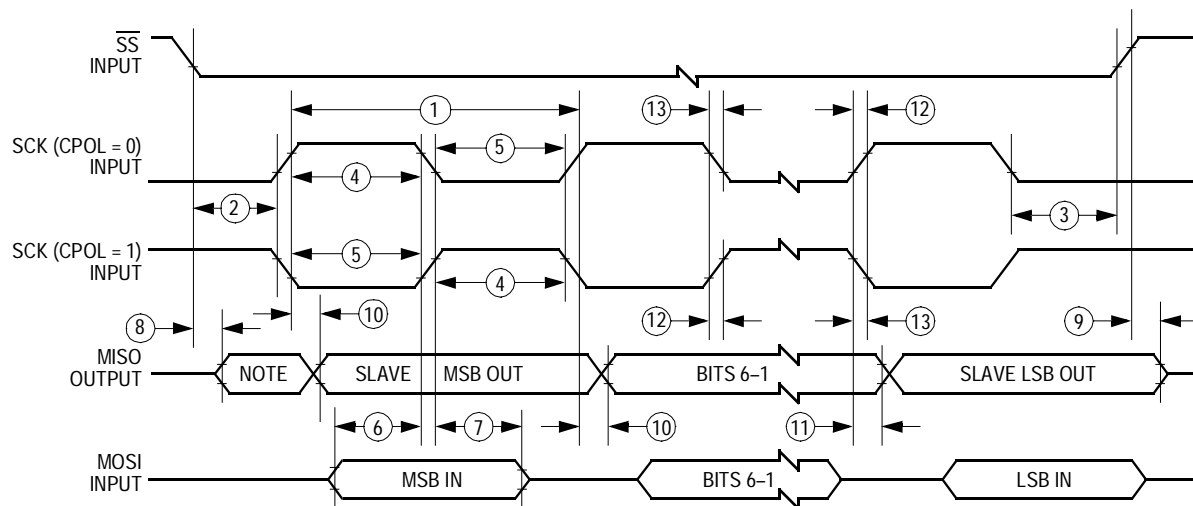 SS
INPUT
1
13
12
SCK (CPOL = 0)
INPUT
5
4
2
3
SCK (CPOL = 1)
INPUT
5
4
8
10
12
13
9
MISO
OUTPUT
NOTE
SLAVE
MSB OUT
BITS 6–1
SLAVE LSB OUT
6
7
10
11
MOSI
INPUT
MSB IN
BITS 6–1
LSB IN